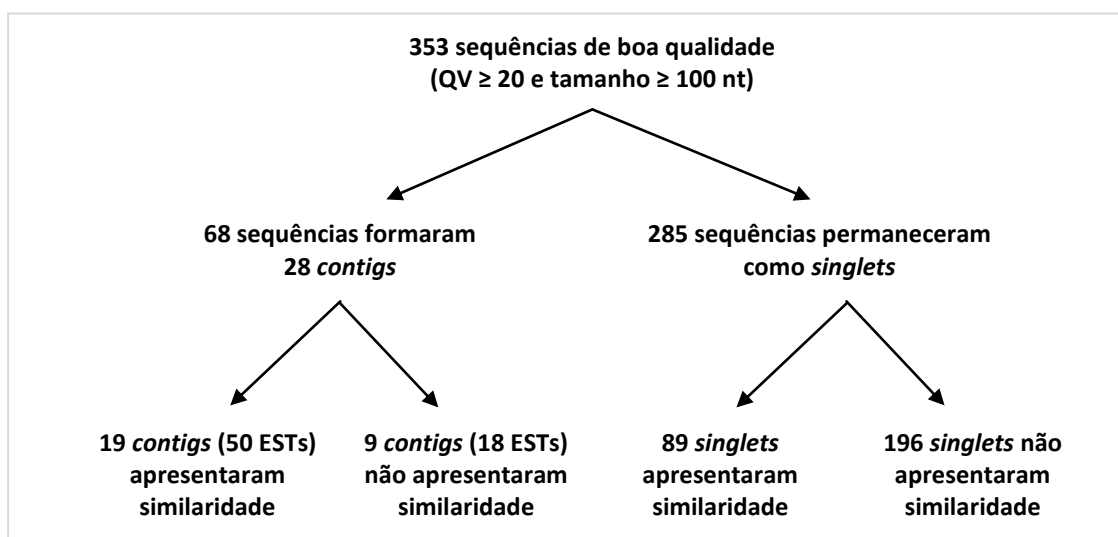 353 sequências de boa qualidade
(QV ≥ 20 e tamanho ≥ 100 nt)
68 sequências formaram
28 contigs
285 sequências permaneceram
como singlets
19 contigs (50 ESTs)
apresentaram
similaridade
9 contigs (18 ESTs)
não apresentaram
similaridade
89 singlets
apresentaram
similaridade
196 singlets não
apresentaram
similaridade